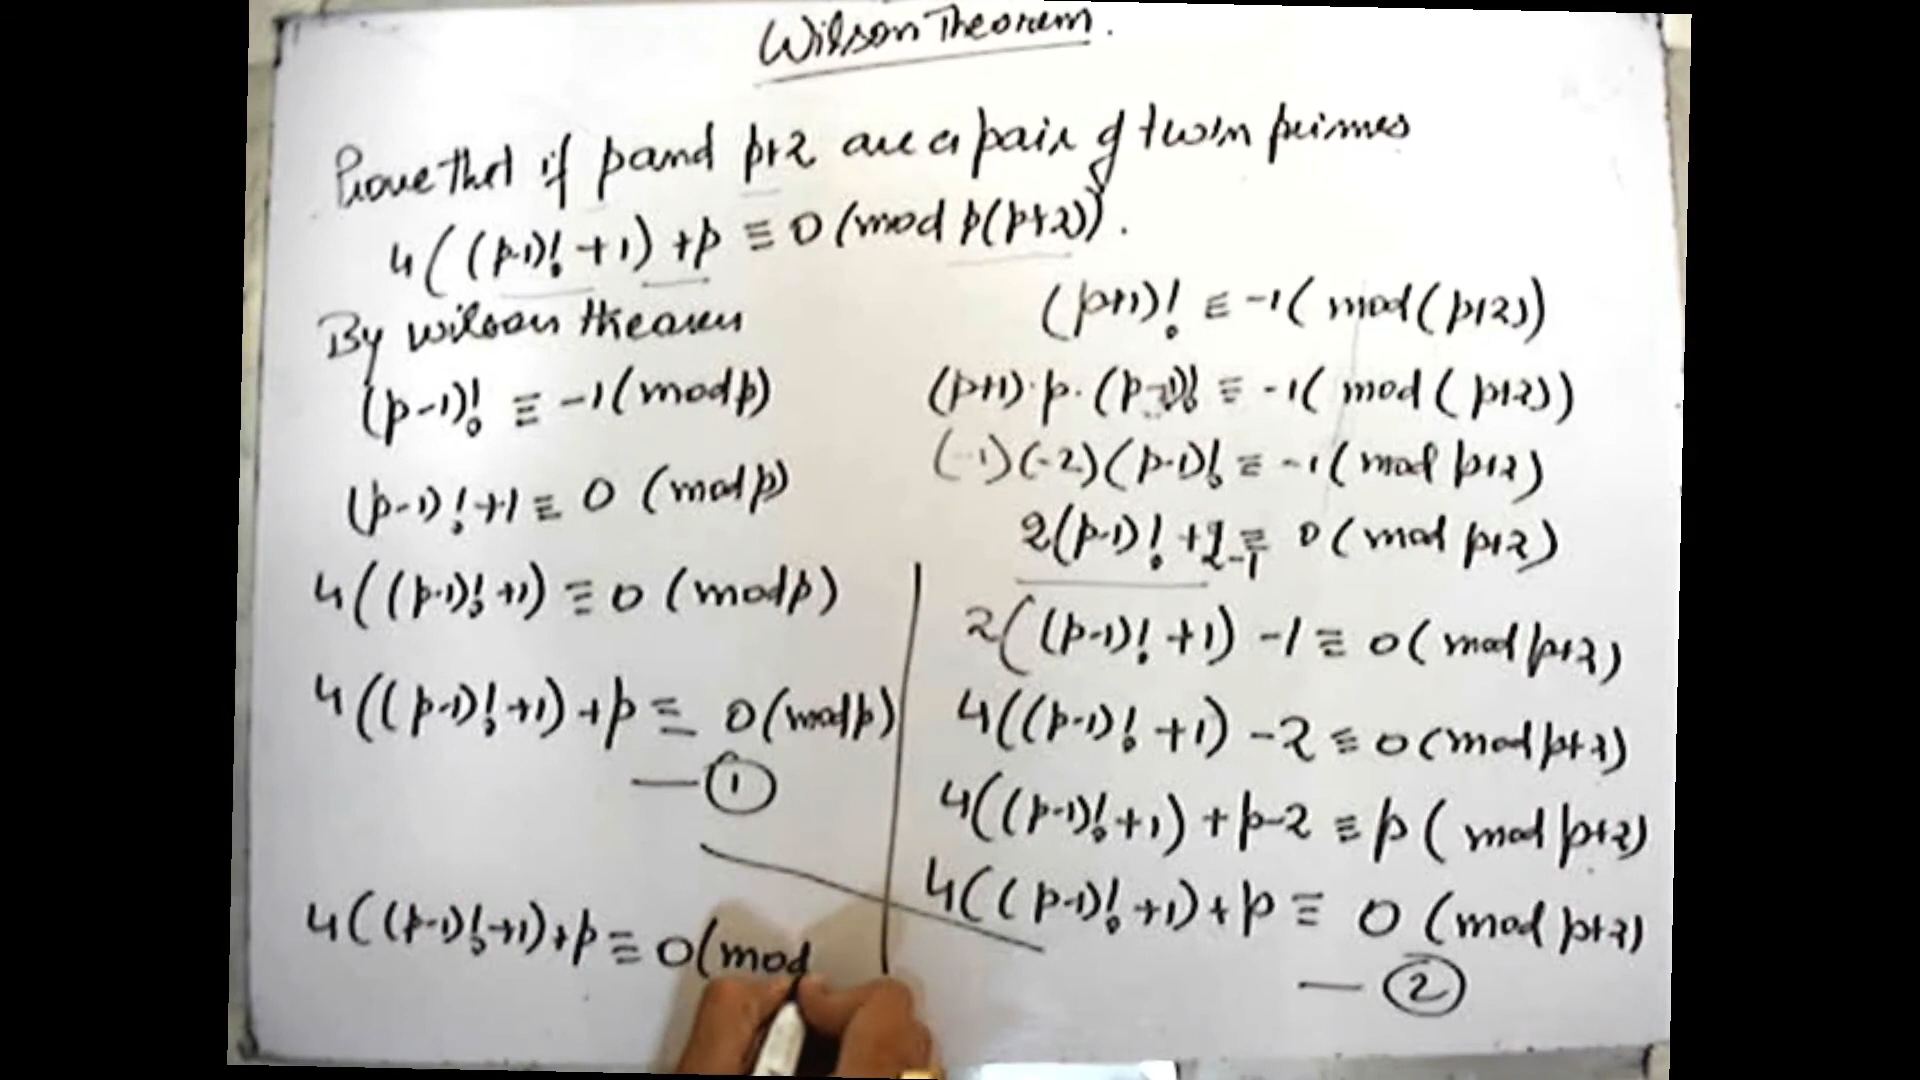 Wilson Theorem.
Prove that if p and p+2 are a pair of twin primes
4((p-1)!+1)+p ≡ 0 (mod p(p+2)).
By wilson theorem
(p-1)! ≡ -1 (mod p)
(p-1)!+1 ≡ 0 (mod p)
4((p-1)!+1) ≡ 0 (mod p)
4((p-1)!+1)+p ≡ 0 (mod p)
— ①
4((p-1)!+1)+p ≡ 0 (mod
(p+1)! ≡ -1 (mod (p+2))
(p+1)·p·(p-1)! ≡ -1 (mod (p+2))
(-1)(-2)(p-1)! ≡ -1 (mod p+2)
2(p-1)!+2-1 ≡ 0 (mod p+2)
2((p-1)!+1) -1 ≡ 0 (mod p+2)
4((p-1)!+1) -2 ≡ 0 (mod p+2)
4((p-1)!+1)+p-2 ≡ p (mod p+2)
4((p-1)!+1)+p ≡ 0 (mod p+2)
— ②